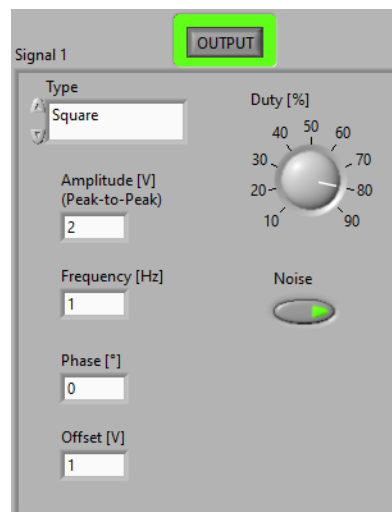 OUTPUT
Signal 1
Type
Square
Duty [%]
10 20 30 40 50 60 70 80 90
Amplitude [V]
(Peak-to-Peak)
2
Frequency [Hz]
1
Noise
Phase [°]
0
Offset [V]
1